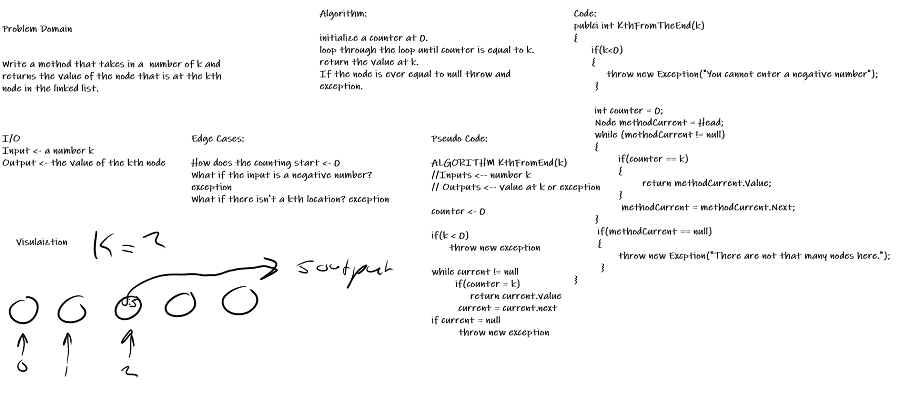 Problem Domain
Write a method that takes in a number of k and
returns the value of the node that is at the kth
node in the linked list.
Algorithm:
initialize a counter at 0.
loop through the loop until counter is equal to k.
return the value at k.
If the node is ever equal to null throw and
exception.
Code:
publci int KthFromTheEnd(k)
{
if(k<0)
{
throw new Exception("You cannot enter a negative number");
}
int counter = 0;
Node methodCurrent = Head;
while (methodCurrent != null)
{
if(counter == k)
{
return methodCurrent.Value;
}
methodCurrent = methodCurrent.Next;
}
if(methodCurrent == null)
{
throw new Excption("There are not that many nodes here.");
}
}
I/O
Input <- a number k
Output <- the value of the kth node
Edge Cases:
How does the counting start <- 0
What if the input is a negative number?
exception
What if there isn't a kth location? exception
Pseudo Code:
ALGORITHM KthFromEnd(k)
//Inputs <-- number k
// Outputs <-- value at k or exception
counter <- 0
if(k < 0)
throw new exception
while current != null
if(counter = k)
return current.value
current = current.next
if current = null
throw new exception
Visulaiztion
K = 2
5 output
0 1 2